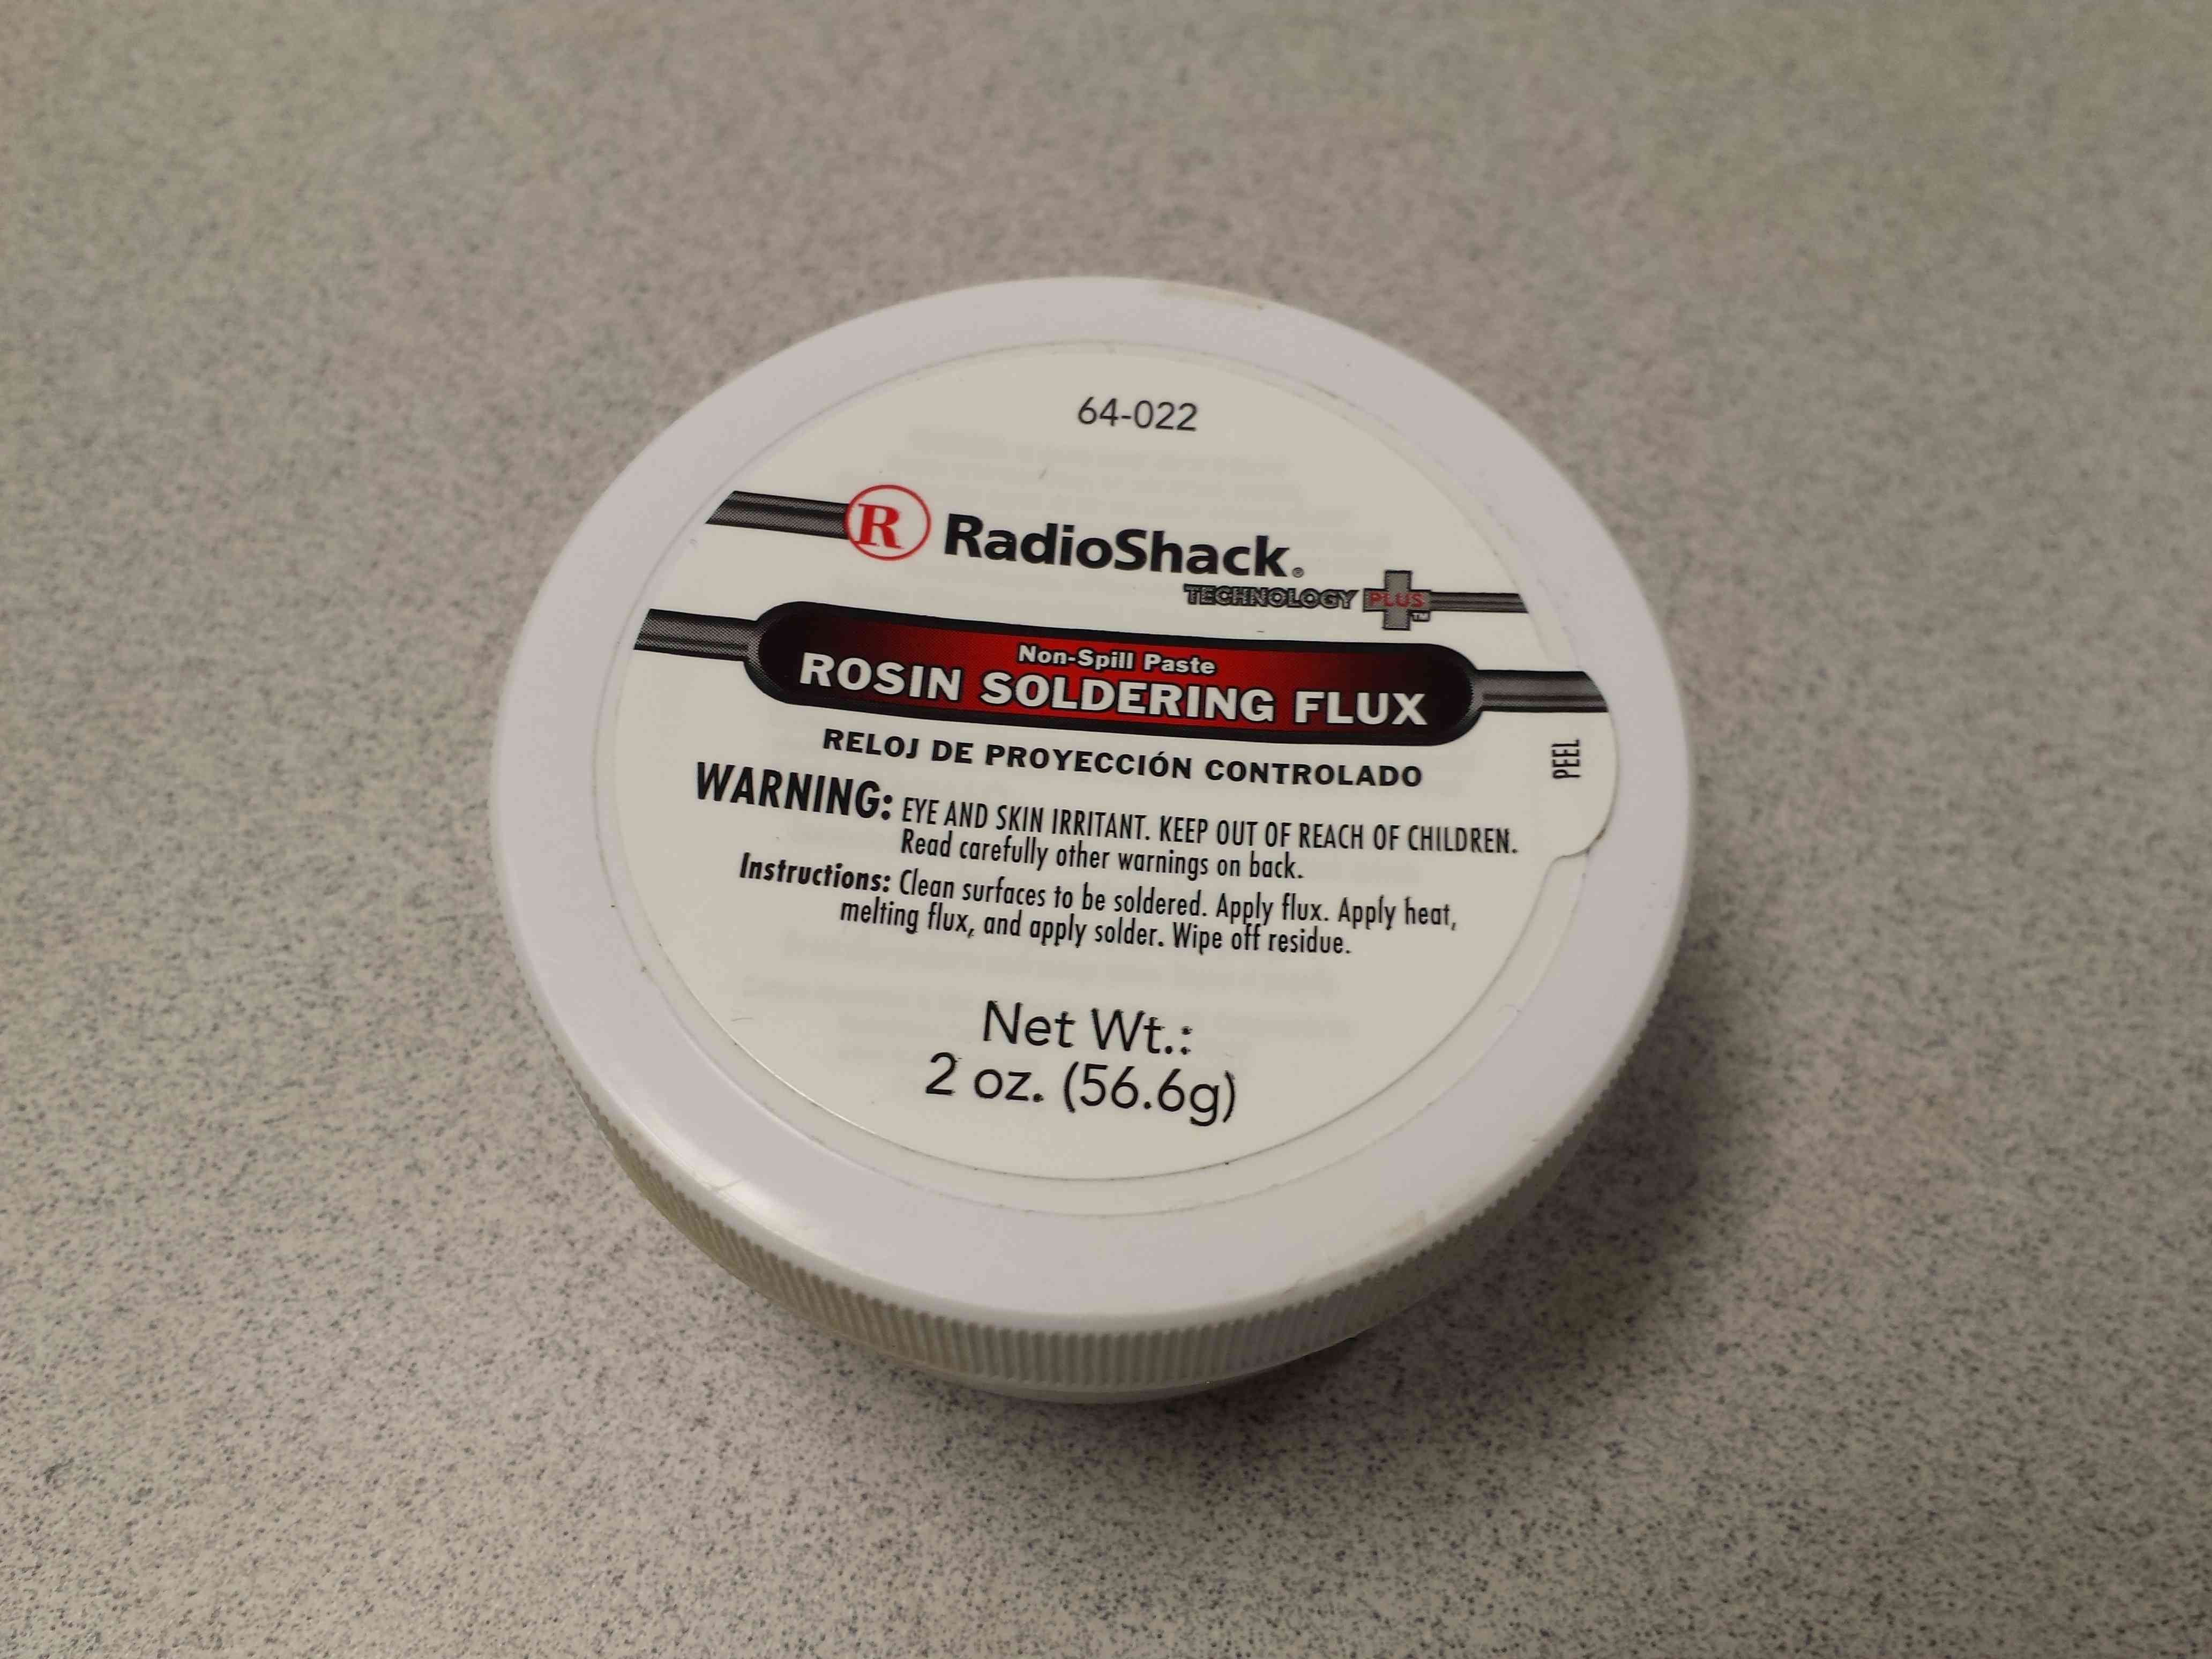 64-022
R RadioShack®
TECHNOLOGY PLUS™
Non-Spill Paste
ROSIN SOLDERING FLUX
RELOJ DE PROYECCIÓN CONTROLADO
PEEL
WARNING: EYE AND SKIN IRRITANT. KEEP OUT OF REACH OF CHILDREN.
Read carefully other warnings on back.
Instructions: Clean surfaces to be soldered. Apply flux. Apply heat,
melting flux, and apply solder. Wipe off residue.
Net Wt.:
2 oz. (56.6g)